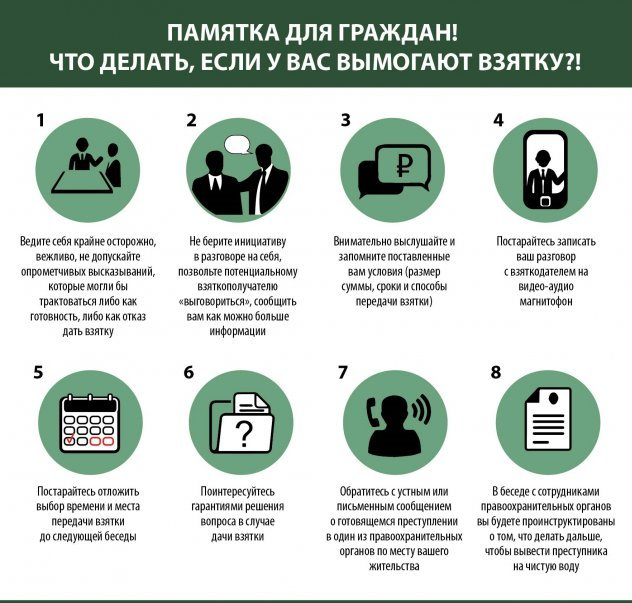 ПАМЯТКА ДЛЯ ГРАЖДАН!
ЧТО ДЕЛАТЬ, ЕСЛИ У ВАС ВЫМОГАЮТ ВЗЯТКУ?!
1
Ведите себя крайне осторожно,
вежливо, не допускайте
опрометчивых высказываний,
которые могли бы
трактоваться либо как
готовность, либо как отказ
дать взятку
2
Не берите инициативу
в разговоре на себя,
позвольте потенциальному
взяткополучателю
«выговориться», сообщить
вам как можно больше
информации
3
₽
Внимательно выслушайте и
запомните поставленные
вам условия (размер
суммы, сроки и способы
передачи взятки)
4
Постарайтесь записать
ваш разговор
с взяткодателем на
видео-аудио
магнитофон
5
Постарайтесь отложить
выбор времени и места
передачи взятки
до следующей беседы
6
?
Поинтересуйтесь
гарантиями решения
вопроса в случае
дачи взятки
7
Обратитесь с устным или
письменным сообщением
о готовящемся преступлении
в один из правоохранительных
органов по месту вашего
жительства
8
В беседе с сотрудниками
правоохранительных органов
вы будете проинструктированы
о том, что делать дальше,
чтобы вывести преступника
на чистую воду